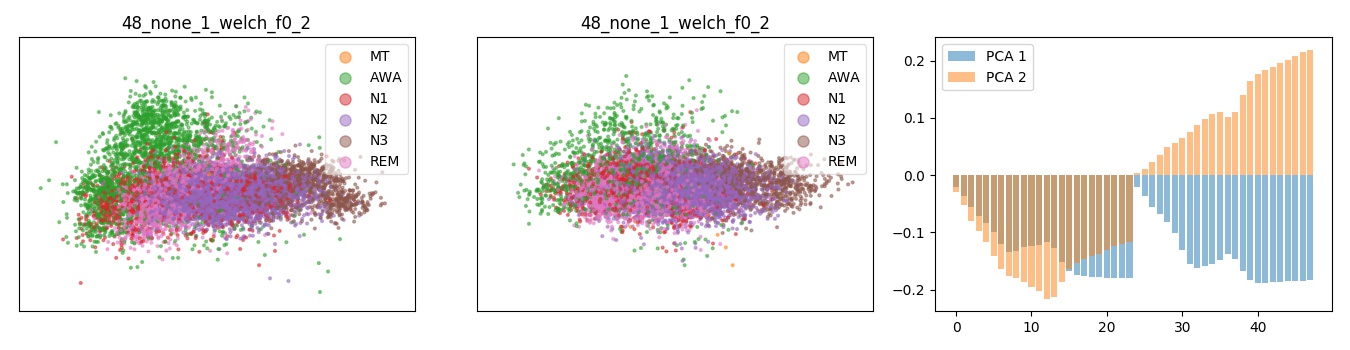 48_none_1_welch_f0_2
MT
AWA
N1
N2
N3
REM
48_none_1_welch_f0_2
MT
AWA
N1
N2
N3
REM
PCA 1
PCA 2
0.2
0.1
0.0
−0.1
−0.2
0 10 20 30 40